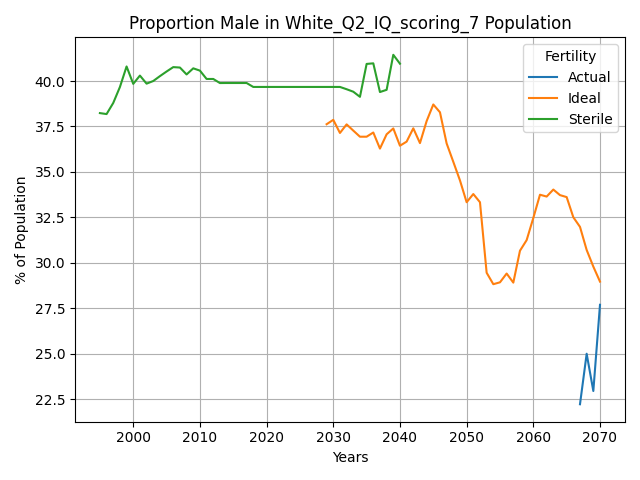 Proportion Male in White_Q2_IQ_scoring_7 Population
% of Population
40.0
37.5
35.0
32.5
30.0
27.5
25.0
22.5
Fertility
Actual
Ideal
Sterile
2000 2010 2020 2030 2040 2050 2060 2070
Years